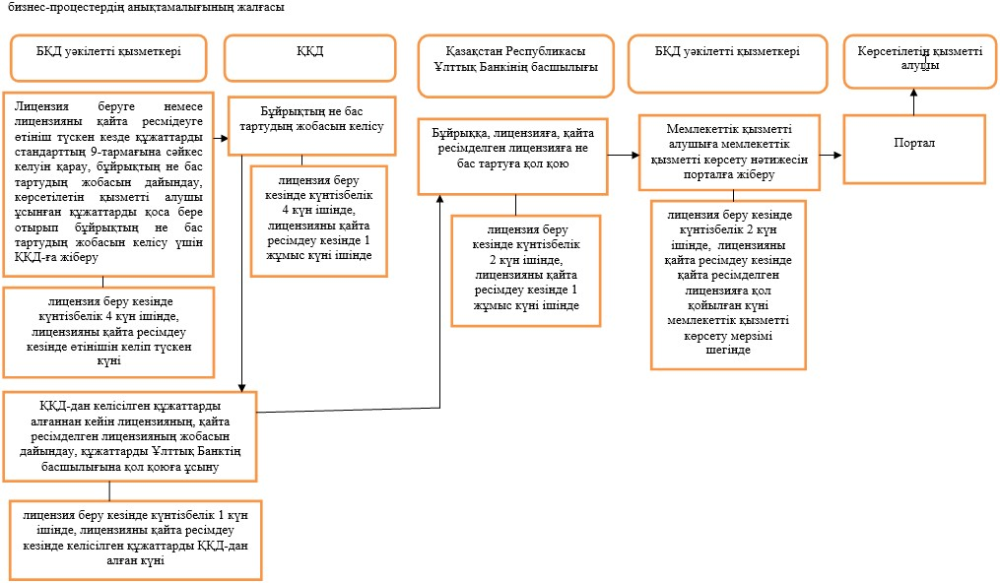 бизнес-процестердің анықтамалығының жалғасы
БҚД уәкілетті қызметкері
ҚҚД
Қазақстан Республикасы
Ұлттық Банкінің басшылығы
БҚД уәкілетті қызметкері
Көрсетілетін қызметті
алушы
Лицензия беруге немесе
лицензияны қайта ресмідеуге
өтініш түскен кезде құжаттарды
стандарттың 9-тармағына сәйкес
келуін қарау, бұйрықтың не бас
тартудың жобасын дайындау,
көрсетілетін қызметті алушы
ұсынған құжаттарды қоса бере
отырып бұйрықтың не бас
тартудың жобасын келісу үшін
ҚҚД-ға жіберу
лицензия беру кезінде
күнтізбелік 4 күн ішінде,
лицензияны қайта ресімдеу
кезінде өтінішін келіп түскен
күні
Бұйрықтың не бас
тартудың жобасын келісу
лицензия беру
кезінде күнтізбелік
4 күн ішінде,
лицензияны қайта
ресімдеу кезінде 1
жұмыс күні ішінде
Бұйрыққа, лицензияға, қайта
ресімделген лицензияға не
бас тартуға қол қою
лицензия беру
кезінде күнтізбелік
2 күн ішінде,
лицензияны қайта
ресімдеу кезінде 1
жұмыс күні ішінде
Мемлекеттік қызметті
алушыға мемлекеттік
қызметті көрсету нәтижесін
порталға жіберу
лицензия беру кезінде
күнтізбелік 2 күн
ішінде, лицензияны
қайта ресімдеу кезінде
қайта ресімделген
лицензияға қол
қойылған күні
мемлекеттік қызметті
көрсету мерзімі
шегінде
Портал
ҚҚД-дан келісілген құжаттарды
алғаннан кейін лицензияның, қайта
ресімделген лицензияның жобасын
дайындау, құжаттарды Ұлттық Банктің
басшылығына қол қоюға ұсыну
лицензия беру кезінде күнтізбелік 1 күн
ішінде, лицензияны қайта ресімдеу
кезінде келісілген құжаттарды ҚҚД-дан
алған күні